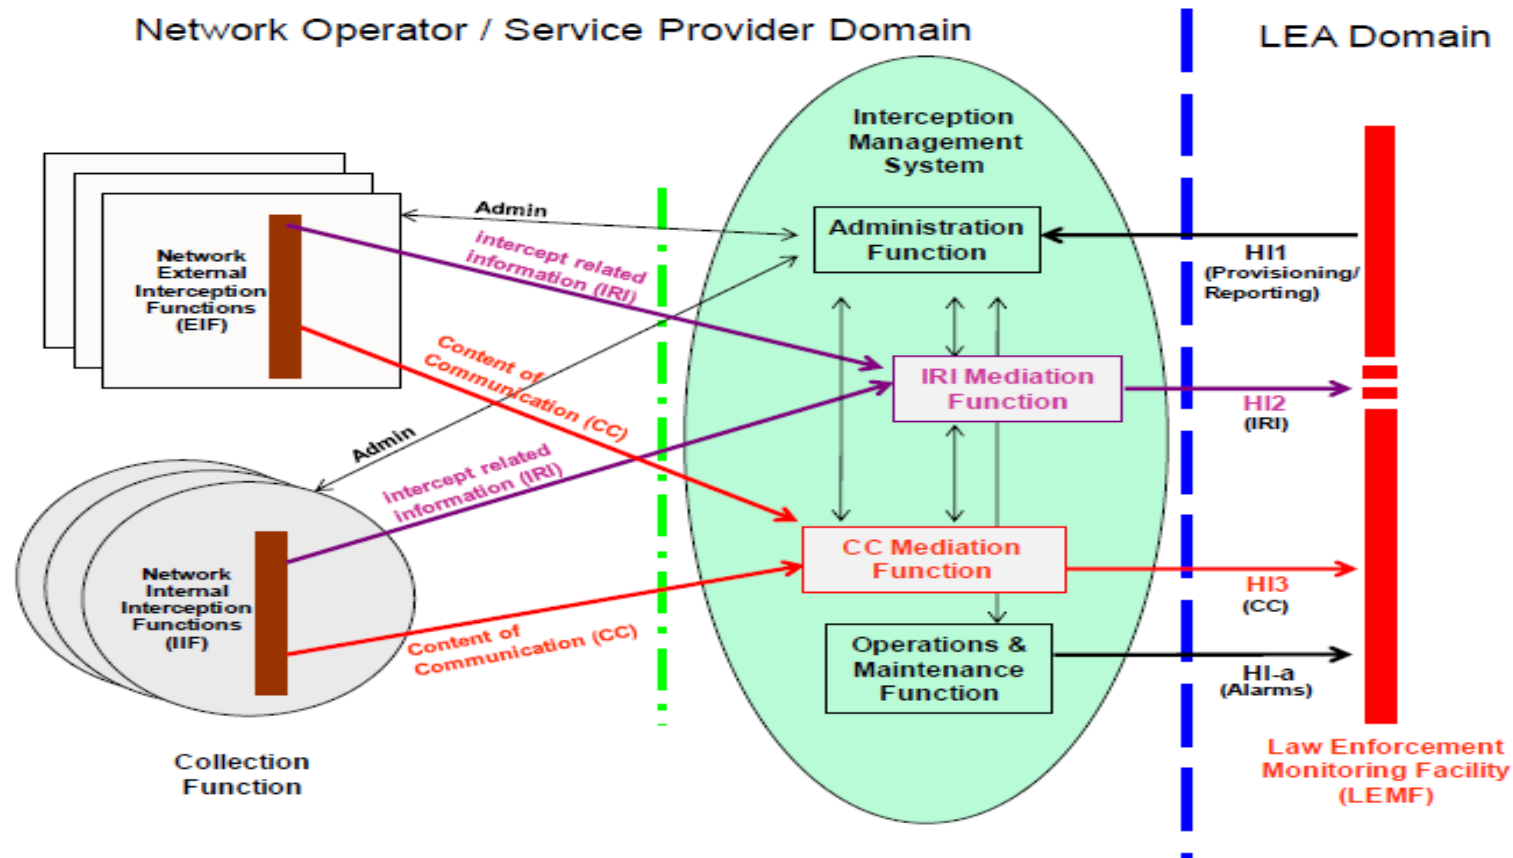 Network Operator / Service Provider Domain
LEA Domain
Interception
Management
System
Admin
Administration
Function
intercept related
information (IRI)
Network
External
Interception
Functions
(EIF)
HI1
(Provisioning/
Reporting)
Content of
Communication (CC)
IRI Mediation
Function
HI2
(IRI)
Admin
intercept related
information (IRI)
CC Mediation
Function
HI3
(CC)
Network
Internal
Interception
Functions
(IIF)
Content of
Communication (CC)
Operations &
Maintenance
Function
HI-a
(Alarms)
Collection
Function
Law Enforcement
Monitoring Facility
(LEMF)